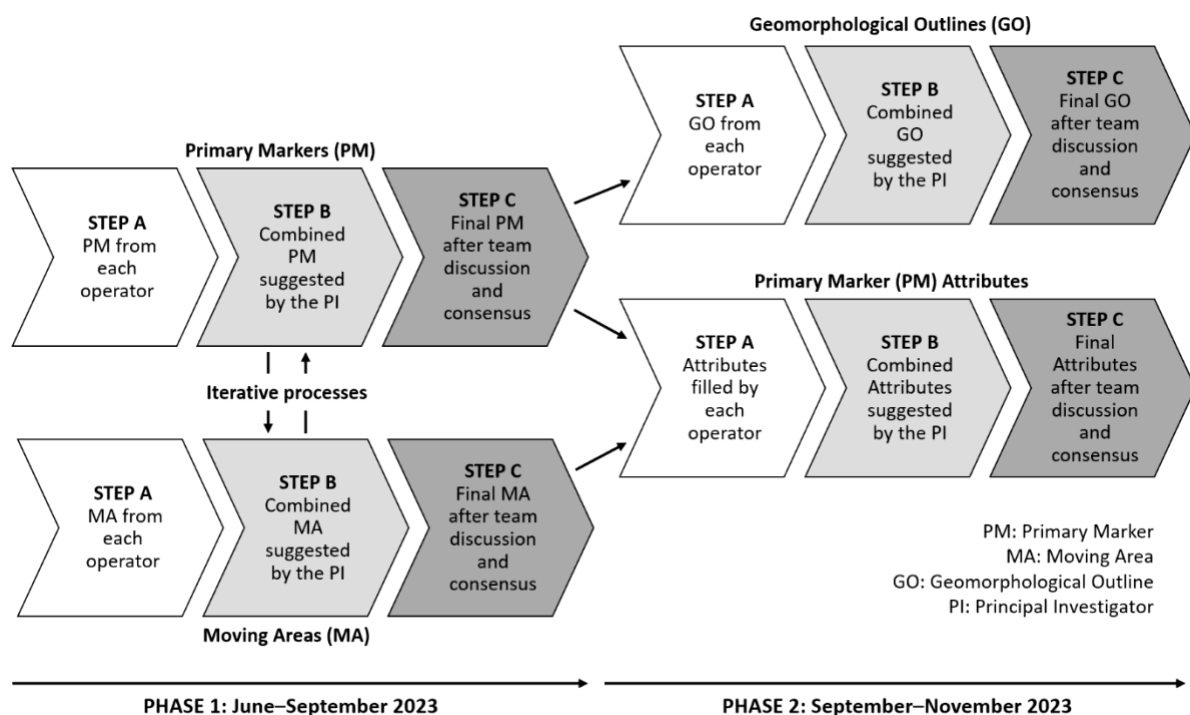 Geomorphological Outlines (GO)
STEP A
GO from
each
operator
STEP B
Combined
GO
suggested
by the PI
STEP C
Final GO
after team
discussion
and
consensus
Primary Markers (PM)
STEP A
PM from
each
operator
STEP B
Combined
PM
suggested
by the PI
STEP C
Final PM
after team
discussion
and
consensus
Primary Marker (PM) Attributes
STEP A
Attributes
filled by
each
operator
STEP B
Combined
Attributes
suggested
by the PI
STEP C
Final
Attributes
after team
discussion
and
consensus
Iterative processes
STEP A
MA from
each
operator
STEP B
Combined
MA
suggested
by the PI
STEP C
Final MA
after team
discussion
and
consensus
Moving Areas (MA)
PM: Primary Marker
MA: Moving Area
GO: Geomorphological Outline
PI: Principal Investigator
PHASE 1: June–September 2023
PHASE 2: September–November 2023